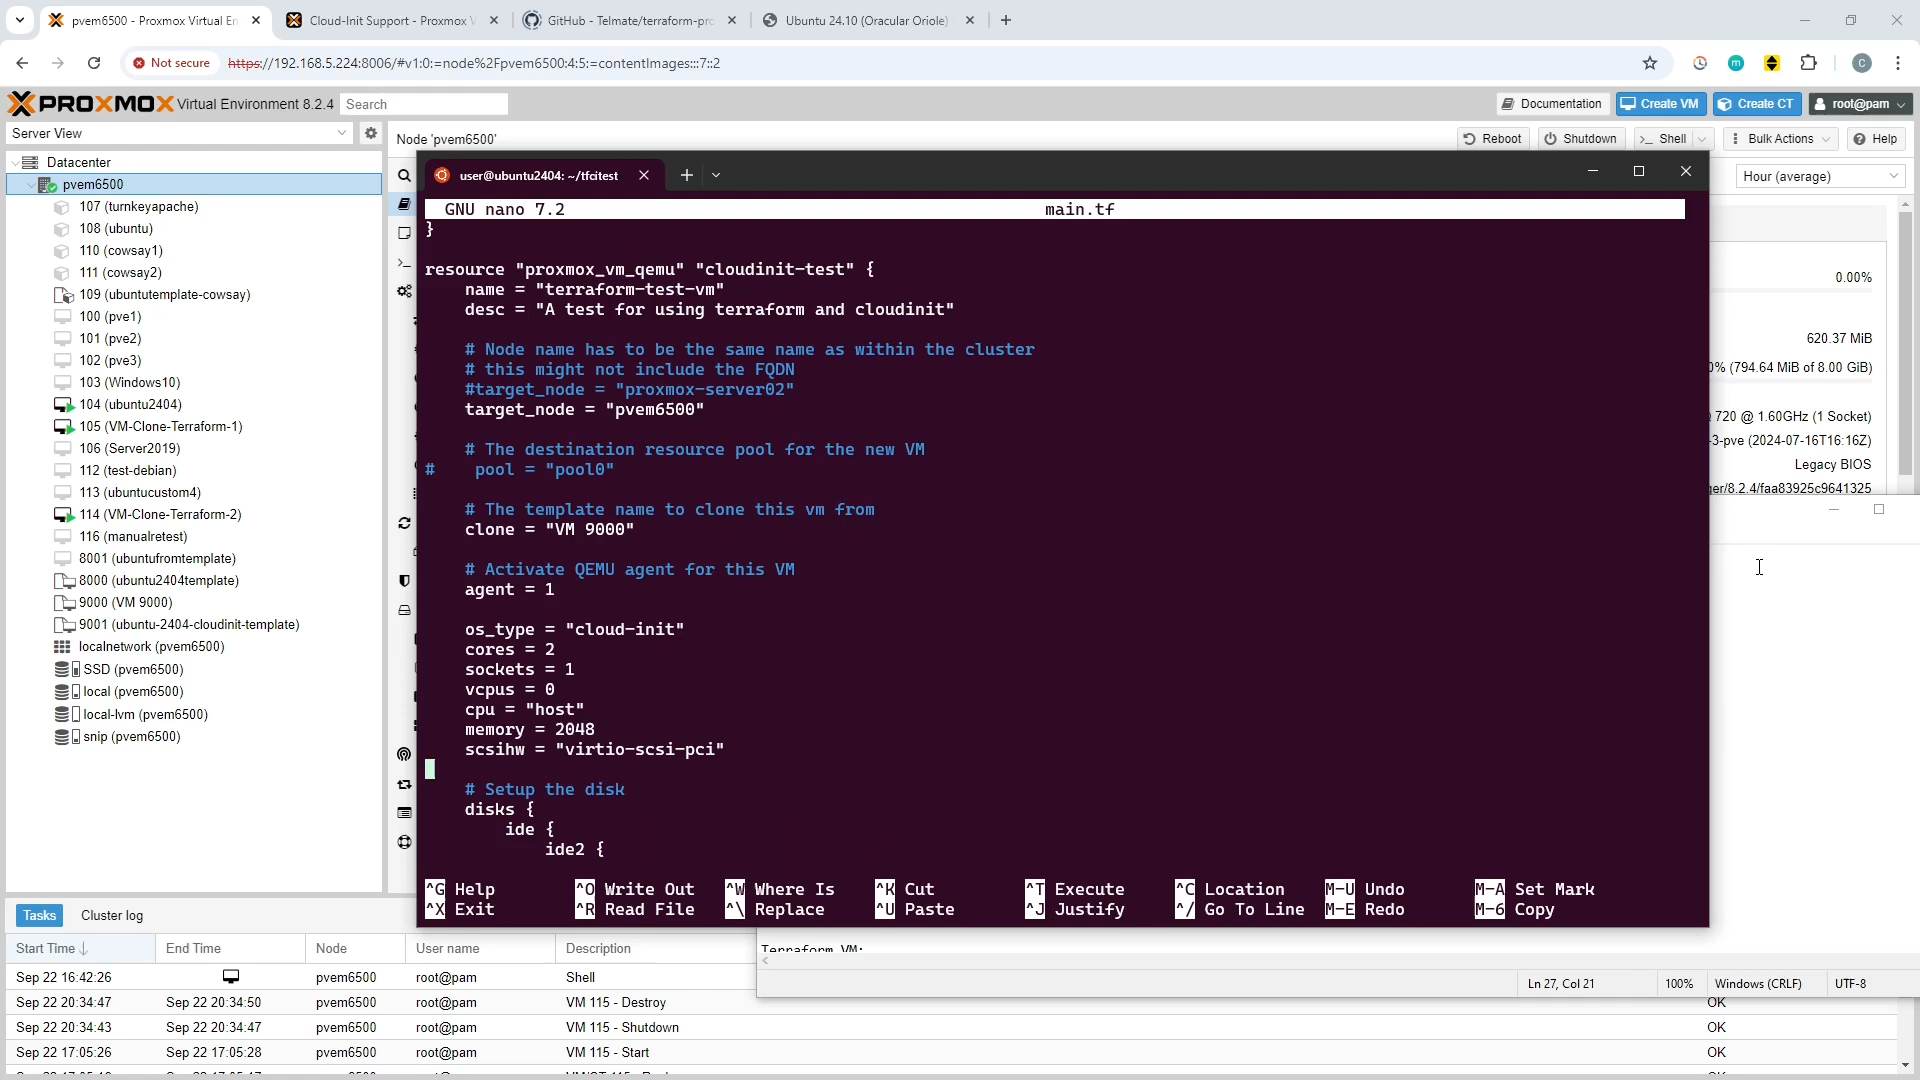 pvem6500 - Proxmox Virtual En
Cloud-Init Support - Proxmox V
GitHub - Telmate/terraform-pro
Ubuntu 24.10 (Oracular Oriole)
Not secure
https://192.168.5.224:8006/#v1:0:=node%2Fpvem6500:4:5:=contentImages:::7::2
m
C
PROXMOX Virtual Environment 8.2.4
Search
Documentation
Create VM
Create CT
root@pam
Server View
Node 'pvem6500'
Reboot
Shutdown
Shell
Bulk Actions
Help
Hour (average)
Datacenter
pvem6500
107 (turnkeyapache)
108 (ubuntu)
110 (cowsay1)
111 (cowsay2)
109 (ubuntutemplate-cowsay)
100 (pve1)
101 (pve2)
102 (pve3)
103 (Windows10)
104 (ubuntu2404)
105 (VM-Clone-Terraform-1)
106 (Server2019)
112 (test-debian)
113 (ubuntucustom4)
114 (VM-Clone-Terraform-2)
116 (manualretest)
8001 (ubuntufromtemplate)
8000 (ubuntu2404template)
9000 (VM 9000)
9001 (ubuntu-2404-cloudinit-template)
localnetwork (pvem6500)
SSD (pvem6500)
local (pvem6500)
local-lvm (pvem6500)
snip (pvem6500)
user@ubuntu2404: ~/tfcitest
GNU nano 7.2 main.tf
}
resource "proxmox_vm_qemu" "cloudinit-test" {
name = "terraform-test-vm"
desc = "A test for using terraform and cloudinit"
# Node name has to be the same name as within the cluster
# this might not include the FQDN
#target_node = "proxmox-server02"
target_node = "pvem6500"
# The destination resource pool for the new VM
# pool = "pool0"
# The template name to clone this vm from
clone = "VM 9000"
# Activate QEMU agent for this VM
agent = 1
os_type = "cloud-init"
cores = 2
sockets = 1
vcpus = 0
cpu = "host"
memory = 2048
scsihw = "virtio-scsi-pci"
# Setup the disk
disks {
ide {
ide2 {
^G Help ^O Write Out ^W Where Is ^K Cut ^T Execute ^C Location M-U Undo M-A Set Mark
^X Exit ^R Read File ^\ Replace ^U Paste ^J Justify ^/ Go To Line M-E Redo M-6 Copy
0.00%
620.37 MiB
0% (794.64 MiB of 8.00 GiB)
720 @ 1.60GHz (1 Socket)
-3-pve (2024-07-16T16:16Z)
Legacy BIOS
ger/8.2.4/faa83925c9641325
Terraform VM:
Ln 27, Col 21
100%
Windows (CRLF)
UTF-8
Tasks
Cluster log
Start Time End Time Node User name Description
Sep 22 16:42:26 pvem6500 root@pam Shell
Sep 22 20:34:47 Sep 22 20:34:50 pvem6500 root@pam VM 115 - Destroy OK
Sep 22 20:34:43 Sep 22 20:34:47 pvem6500 root@pam VM 115 - Shutdown OK
Sep 22 17:05:26 Sep 22 17:05:28 pvem6500 root@pam VM 115 - Start OK